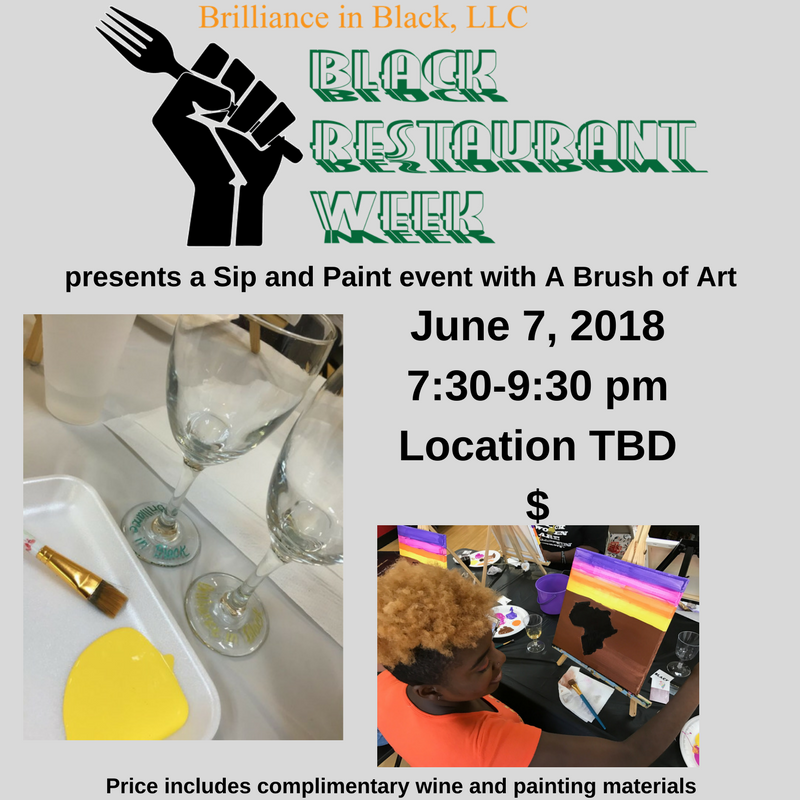 Brilliance in Black, LLC
BLACK
RESTAURANT
WEEK
presents a Sip and Paint event with A Brush of Art
June 7, 2018
7:30-9:30 pm
Location TBD
$
Price includes complimentary wine and painting materials